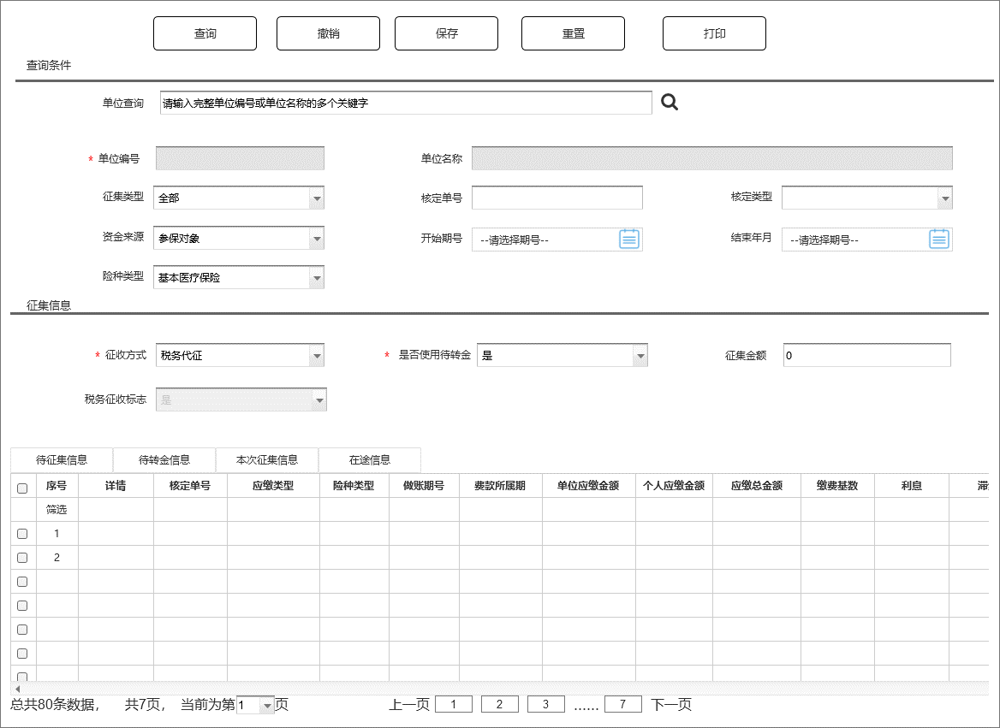 查询 撤销 保存 重置 打印
查询条件
单位查询 请输入完整单位编号或单位名称的多个关键字
* 单位编号 单位名称
征集类型 全部 核定单号 核定类型
资金来源 参保对象 开始期号 --请选择期号-- 结束年月 --请选择期号--
险种类型 基本医疗保险
征集信息
* 征收方式 税务代征 * 是否使用待转金 是 征集金额 0
税务征收标志 是
待征集信息 待转金信息 本次征集信息 在途信息
序号 详情 核定单号 应缴类型 险种类型 做账期号 费款所属期 单位应缴金额 个人应缴金额 应缴总金额 缴费基数 利息 滞
筛选
1
2
总共80条数据， 共7页， 当前为第 1 页 上一页 1 2 3 ...... 7 下一页